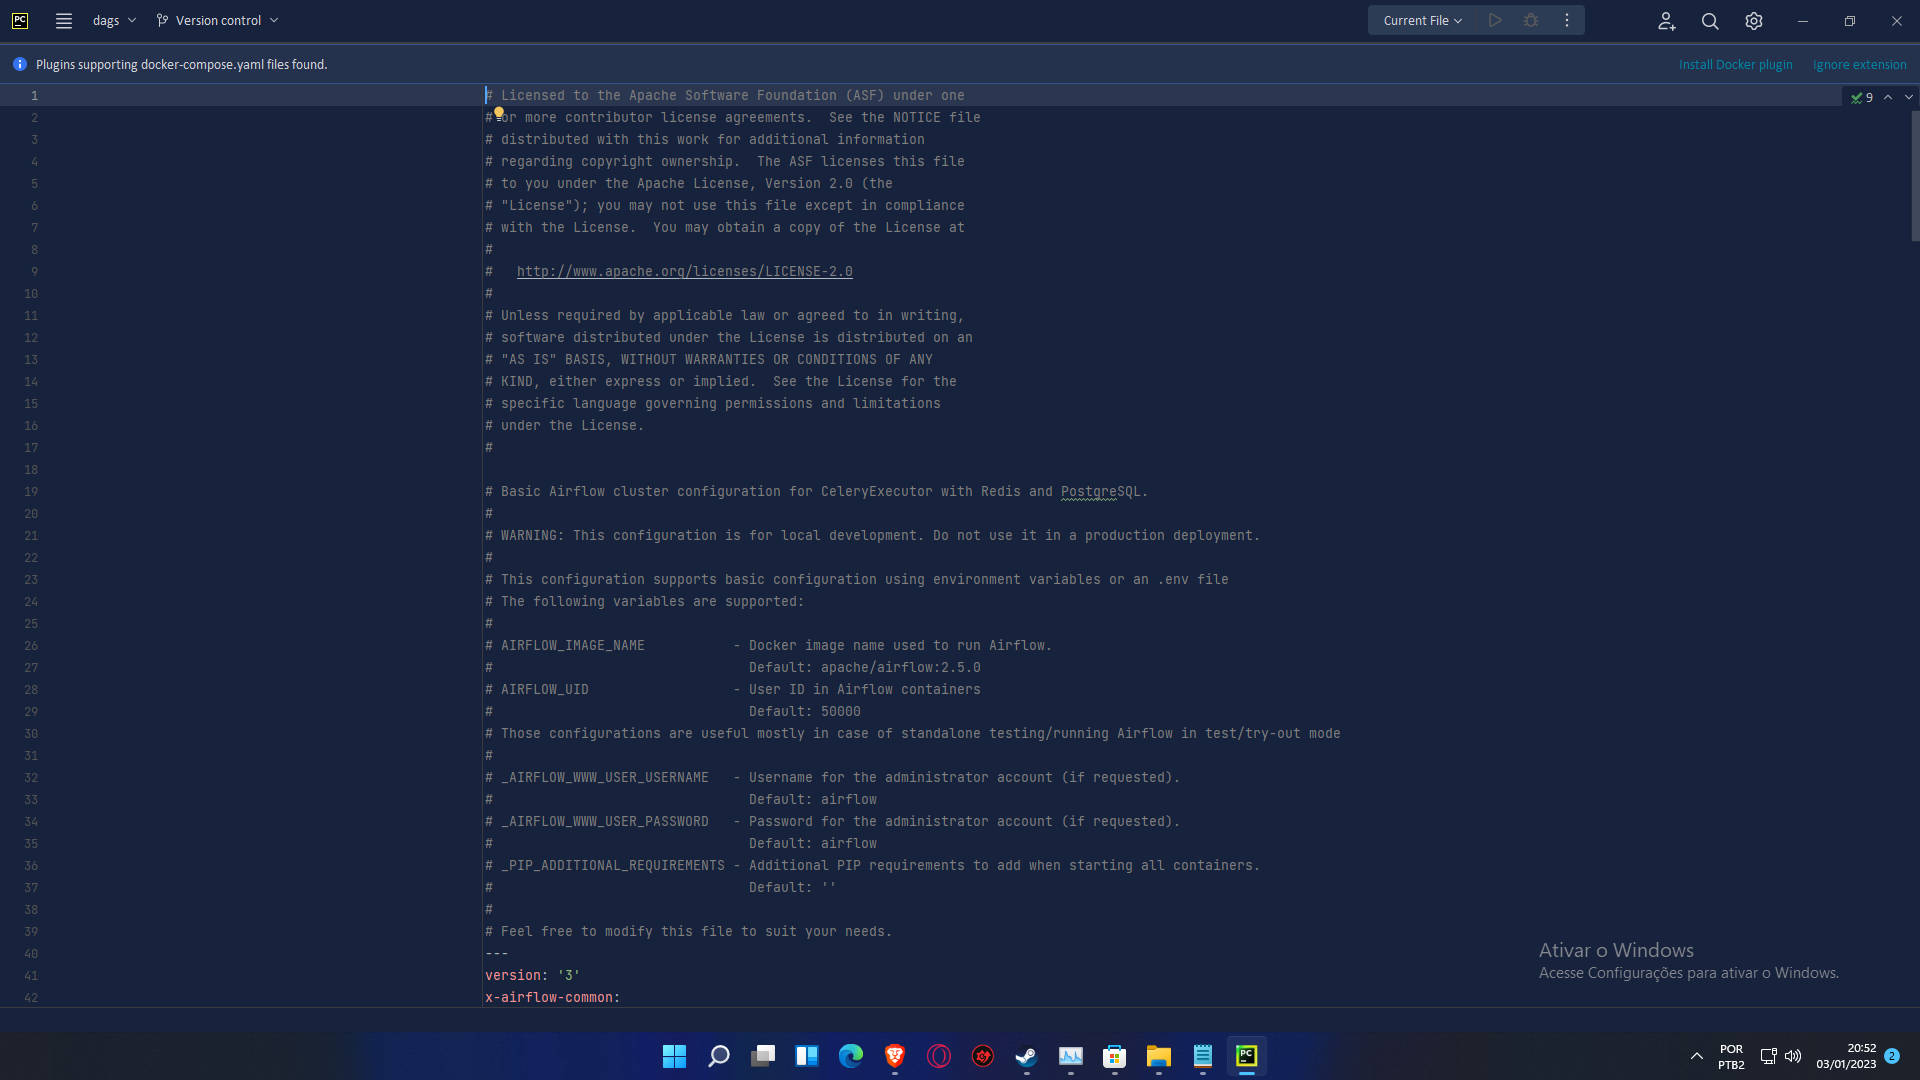 PC
dags
Version control
Current File
Plugins supporting docker-compose.yaml files found.
Install Docker plugin
Ignore extension
9
1 # Licensed to the Apache Software Foundation (ASF) under one
2 # or more contributor license agreements.  See the NOTICE file
3 # distributed with this work for additional information
4 # regarding copyright ownership.  The ASF licenses this file
5 # to you under the Apache License, Version 2.0 (the
6 # "License"); you may not use this file except in compliance
7 # with the License.  You may obtain a copy of the License at
8 #
9 #   http://www.apache.org/licenses/LICENSE-2.0
10 #
11 # Unless required by applicable law or agreed to in writing,
12 # software distributed under the License is distributed on an
13 # "AS IS" BASIS, WITHOUT WARRANTIES OR CONDITIONS OF ANY
14 # KIND, either express or implied.  See the License for the
15 # specific language governing permissions and limitations
16 # under the License.
17 #
18
19 # Basic Airflow cluster configuration for CeleryExecutor with Redis and PostgreSQL.
20 #
21 # WARNING: This configuration is for local development. Do not use it in a production deployment.
22 #
23 # This configuration supports basic configuration using environment variables or an .env file
24 # The following variables are supported:
25 #
26 # AIRFLOW_IMAGE_NAME           - Docker image name used to run Airflow.
27 #                                Default: apache/airflow:2.5.0
28 # AIRFLOW_UID                  - User ID in Airflow containers
29 #                                Default: 50000
30 # Those configurations are useful mostly in case of standalone testing/running Airflow in test/try-out mode
31 #
32 # _AIRFLOW_WWW_USER_USERNAME   - Username for the administrator account (if requested).
33 #                                Default: airflow
34 # _AIRFLOW_WWW_USER_PASSWORD   - Password for the administrator account (if requested).
35 #                                Default: airflow
36 # _PIP_ADDITIONAL_REQUIREMENTS - Additional PIP requirements to add when starting all containers.
37 #                                Default: ''
38 #
39 # Feel free to modify this file to suit your needs.
40 ---
41 version: '3'
42 x-airflow-common:
Ativar o Windows
Acesse Configurações para ativar o Windows.
PC
POR
PTB2
20:52
03/01/2023
2